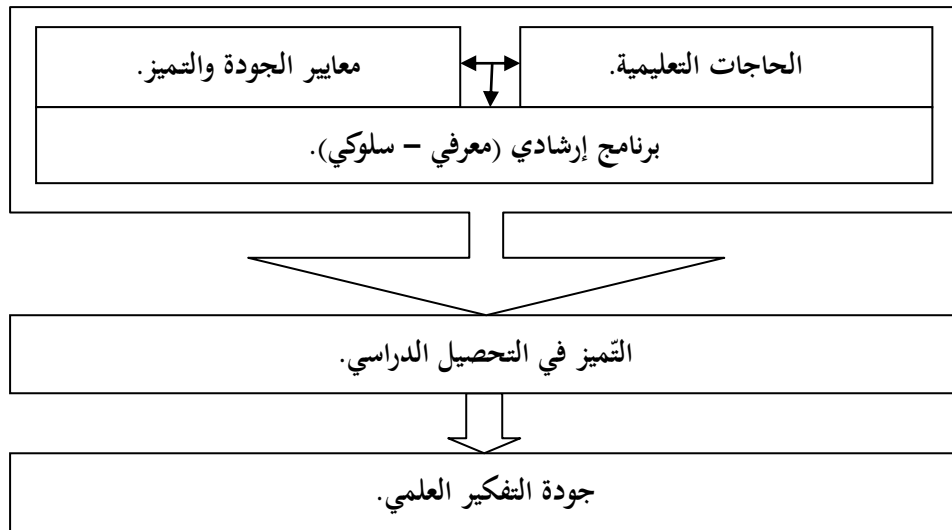 الحاجات التعليمية.
معايير الجودة والتميز.
برنامج إرشادي (معرفي – سلوكي).
التّميز في التحصيل الدراسي.
جودة التفكير العلمي.